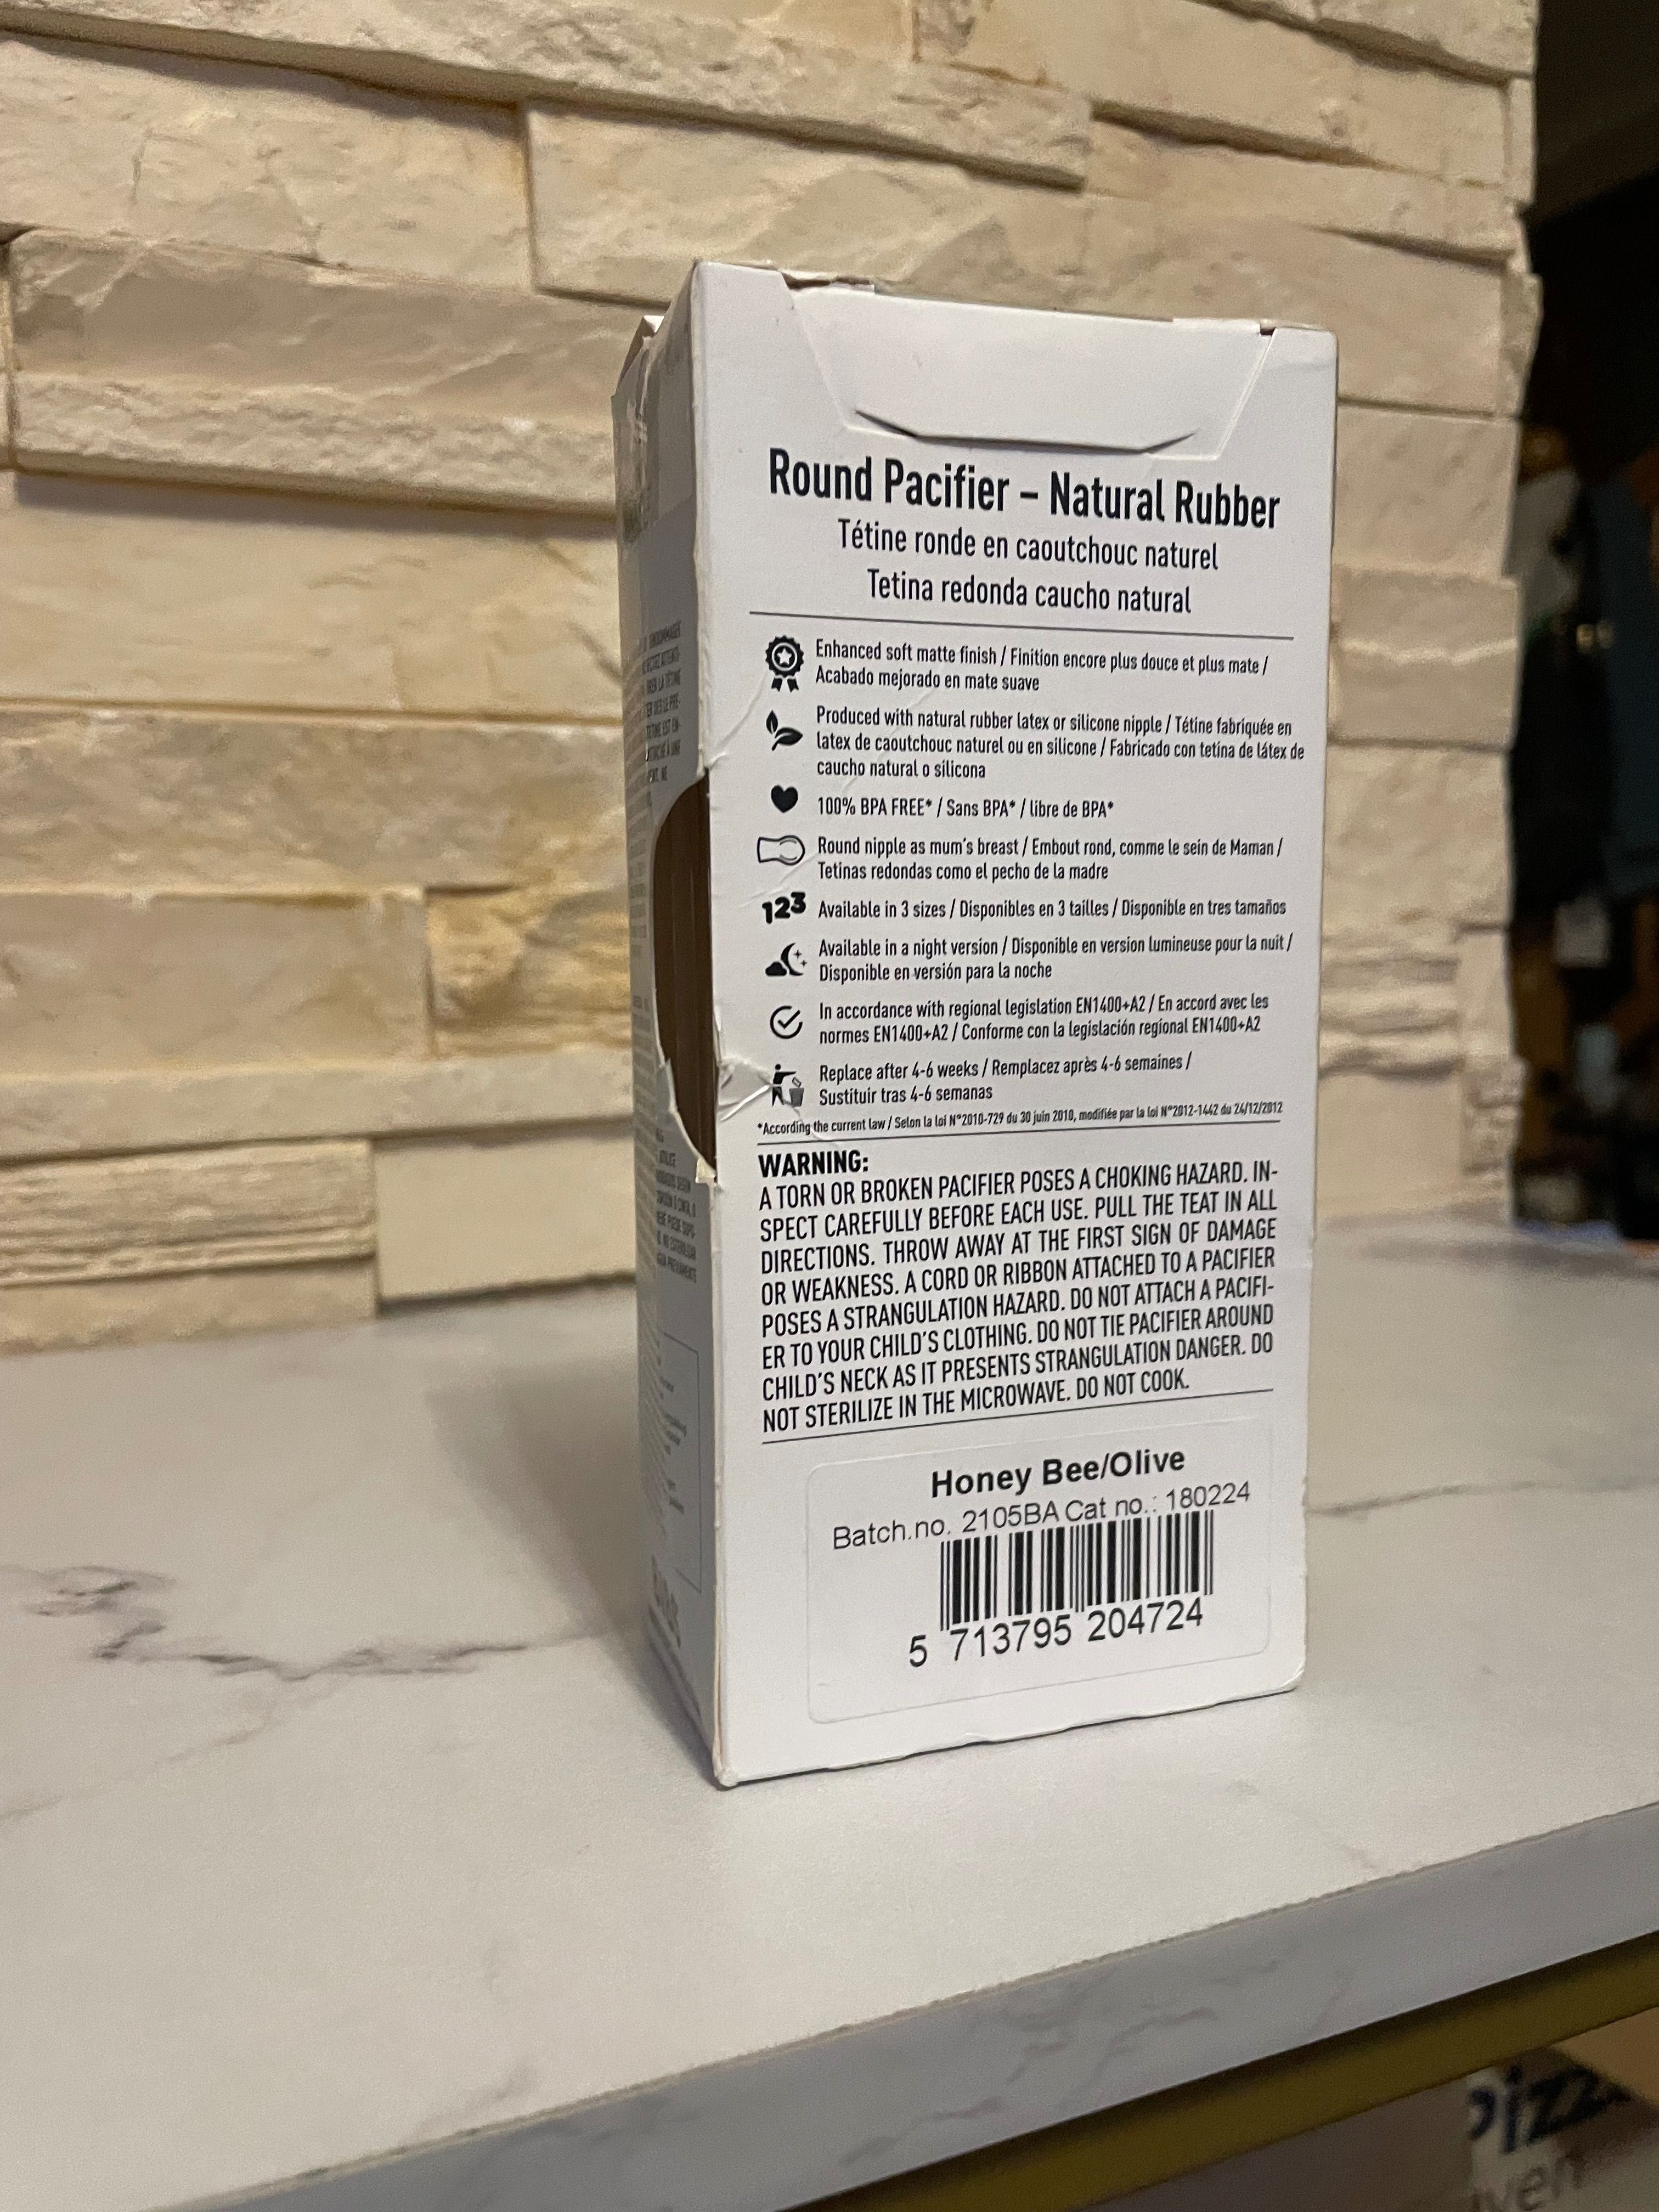 Round Pacifier – Natural Rubber
Tétine ronde en caoutchouc naturel
Tetina redonda caucho natural
Enhanced soft matte finish / Finition encore plus douce et plus mate /
Acabado mejorado en mate suave
Produced with natural rubber latex or silicone nipple / Tétine fabriquée en
latex de caoutchouc naturel ou en silicone / Fabricado con tetina de látex de
caucho natural o silicona
100% BPA FREE* / Sans BPA* / libre de BPA*
Round nipple as mum's breast / Embout rond, comme le sein de Maman /
Tetinas redondas como el pecho de la madre
123 Available in 3 sizes / Disponibles en 3 tailles / Disponible en tres tamaños
Available in a night version / Disponible en version lumineuse pour la nuit /
Disponible en versión para la noche
In accordance with regional legislation EN1400+A2 / En accord avec les
normes EN1400+A2 / Conforme con la legislación regional EN1400+A2
Replace after 4-6 weeks / Remplacez après 4-6 semaines /
Sustituir tras 4-6 semanas
*According the current law / Selon la loi N°2010-729 du 30 juin 2010, modifiée par la loi N°2012-1442 du 24/12/2012
WARNING:
A TORN OR BROKEN PACIFIER POSES A CHOKING HAZARD. IN-
SPECT CAREFULLY BEFORE EACH USE. PULL THE TEAT IN ALL
DIRECTIONS. THROW AWAY AT THE FIRST SIGN OF DAMAGE
OR WEAKNESS. A CORD OR RIBBON ATTACHED TO A PACIFIER
POSES A STRANGULATION HAZARD. DO NOT ATTACH A PACIFI-
ER TO YOUR CHILD'S CLOTHING. DO NOT TIE PACIFIER AROUND
CHILD'S NECK AS IT PRESENTS STRANGULATION DANGER. DO
NOT STERILIZE IN THE MICROWAVE. DO NOT COOK.
Honey Bee/Olive
Batch.no. 2105BA Cat no.: 180224
5 713795 204724